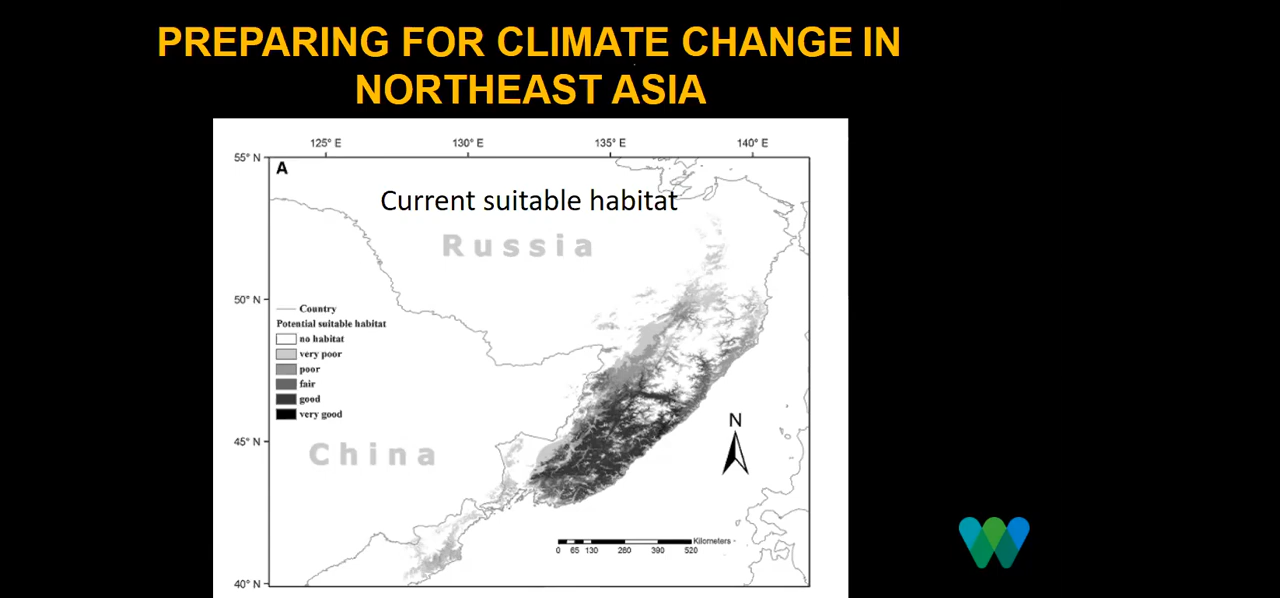 PREPARING FOR CLIMATE CHANGE IN
NORTHEAST ASIA
125° E 130° E 135° E 140° E
55° N
A
Current suitable habitat
Russia
50° N
Country
Potential suitable habitat
no habitat
very poor
poor
fair
good
very good
N
45° N
China
Kilometers
0 65 130 260 390 520
40° N